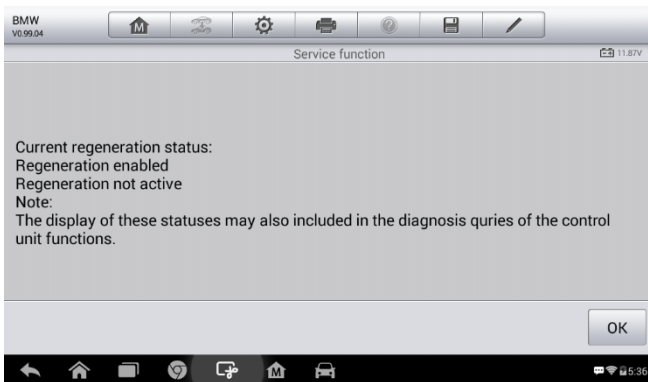 BMW
V0.99.04
M
?
Service function
11.87V
Current regeneration status:
Regeneration enabled
Regeneration not active
Note:
The display of these statuses may also included in the diagnosis quries of the control
unit functions.
OK
M
5:36